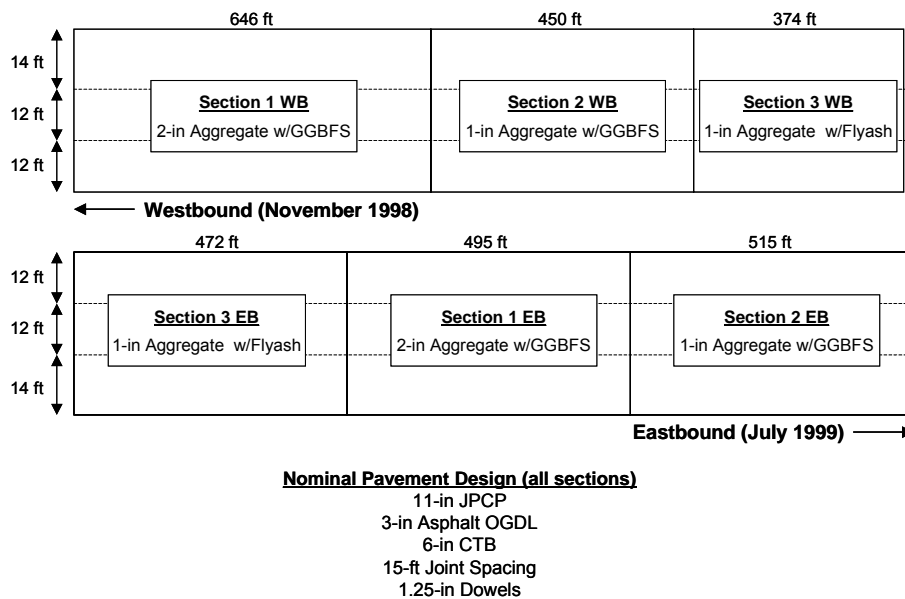 646 ft 450 ft 374 ft
14 ft
12 ft
12 ft
Section 1 WB
2-in Aggregate w/GGBFS
Section 2 WB
1-in Aggregate w/GGBFS
Section 3 WB
1-in Aggregate w/Flyash
Westbound (November 1998)
472 ft 495 ft 515 ft
12 ft
12 ft
14 ft
Section 3 EB
1-in Aggregate w/Flyash
Section 1 EB
2-in Aggregate w/GGBFS
Section 2 EB
1-in Aggregate w/GGBFS
Eastbound (July 1999)
Nominal Pavement Design (all sections)
11-in JPCP
3-in Asphalt OGDL
6-in CTB
15-ft Joint Spacing
1.25-in Dowels